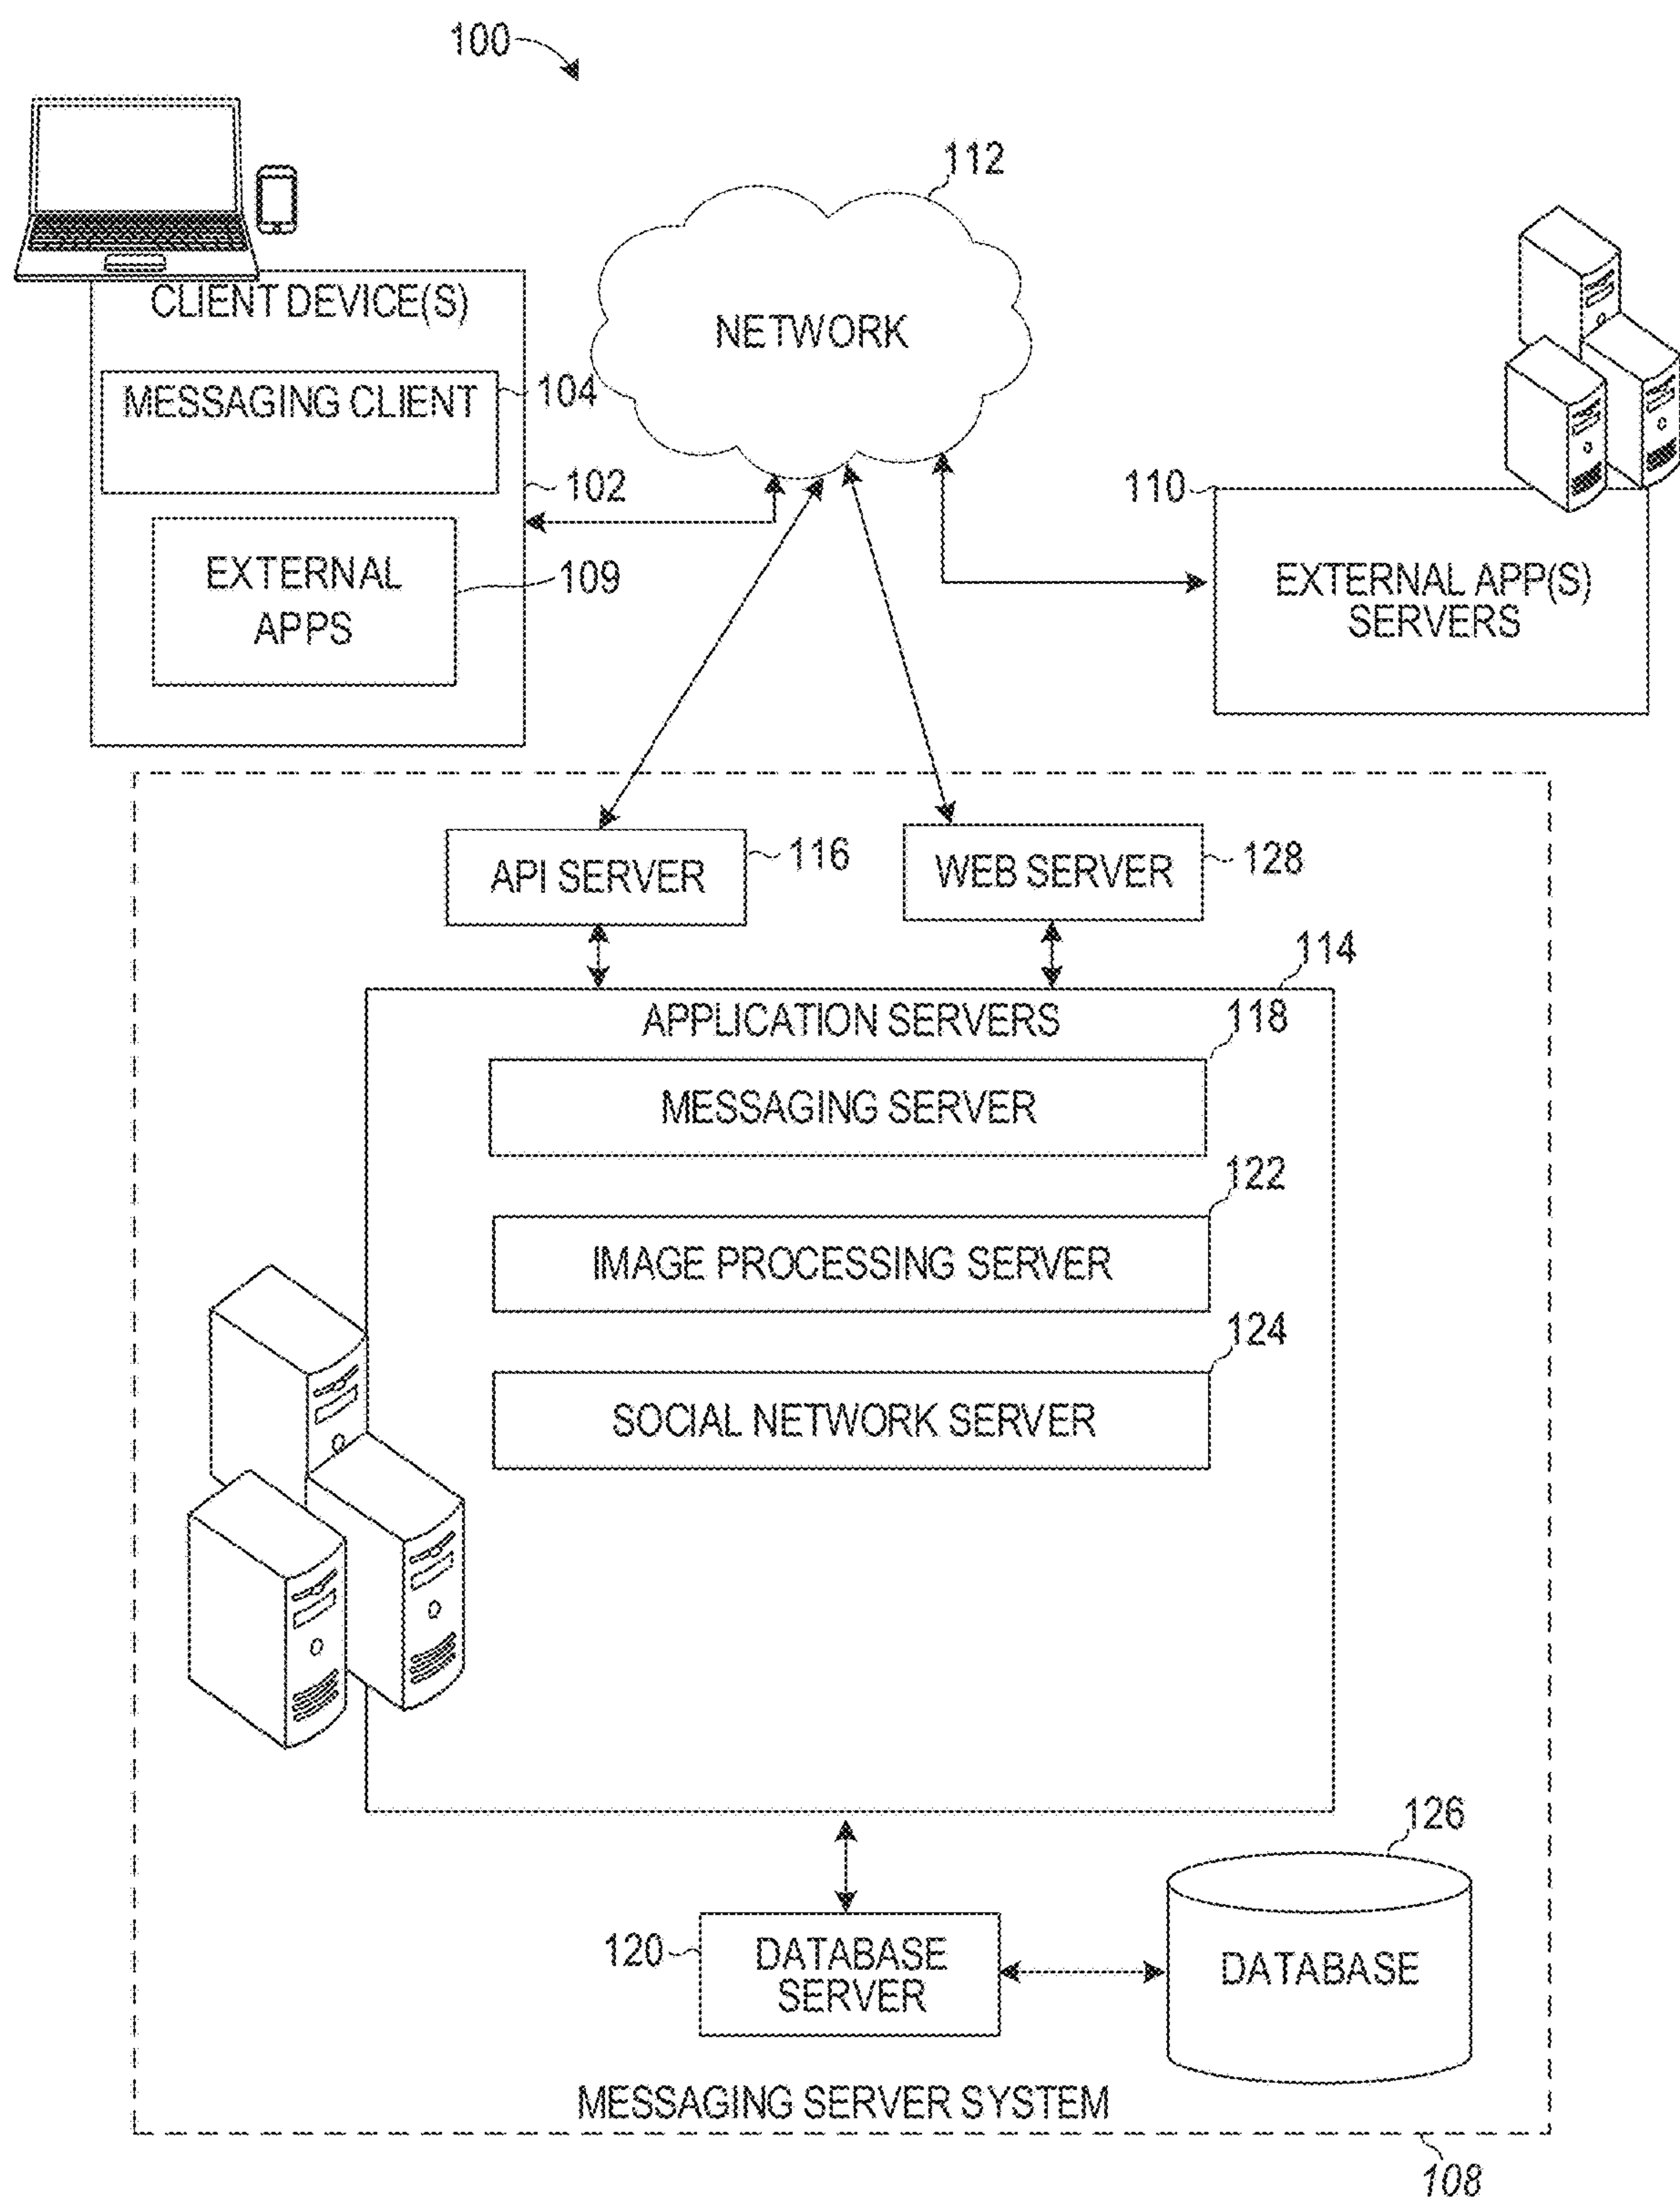 100
112
CLIENT DEVICE(S)
NETWORK
MESSAGING CLIENT
104
102
110
EXTERNAL
APPS
109
EXTERNAL APP(S)
SERVERS
API SERVER
116
WEB SERVER
128
114
APPLICATION SERVERS
118
MESSAGING SERVER
122
IMAGE PROCESSING SERVER
124
SOCIAL NETWORK SERVER
126
120
DATABASE
SERVER
DATABASE
MESSAGING SERVER SYSTEM
108